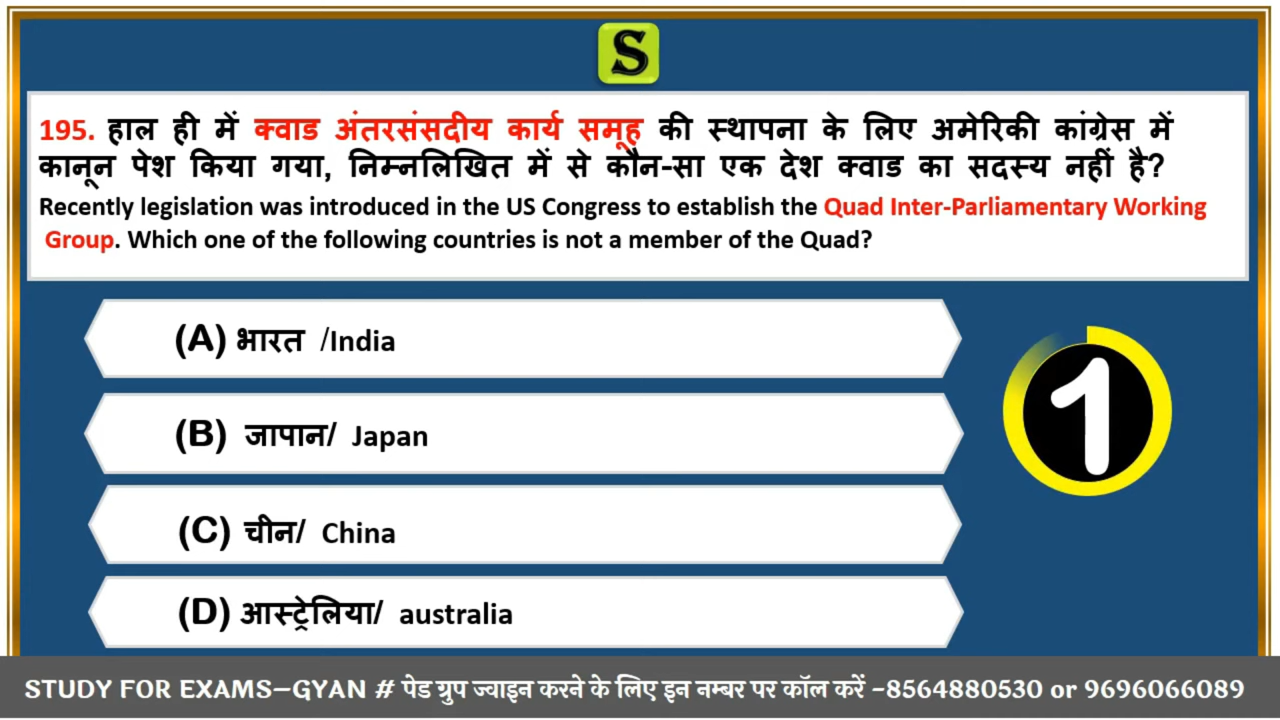 S
195. हाल ही में क्वाड अंतरसंसदीय कार्य समूह की स्थापना के लिए अमेरिकी कांग्रेस में
कानून पेश किया गया, निम्नलिखित में से कौन-सा एक देश क्वाड का सदस्य नहीं है?
Recently legislation was introduced in the US Congress to establish the Quad Inter-Parliamentary Working
Group. Which one of the following countries is not a member of the Quad?
(A) भारत /India
(B) जापान/ Japan
(C) चीन/ China
(D) आस्ट्रेलिया/ australia
1
STUDY FOR EXAMS–GYAN # पेड ग्रुप ज्वाइन करने के लिए इन नम्बर पर कॉल करें –8564880530 or 9696066089